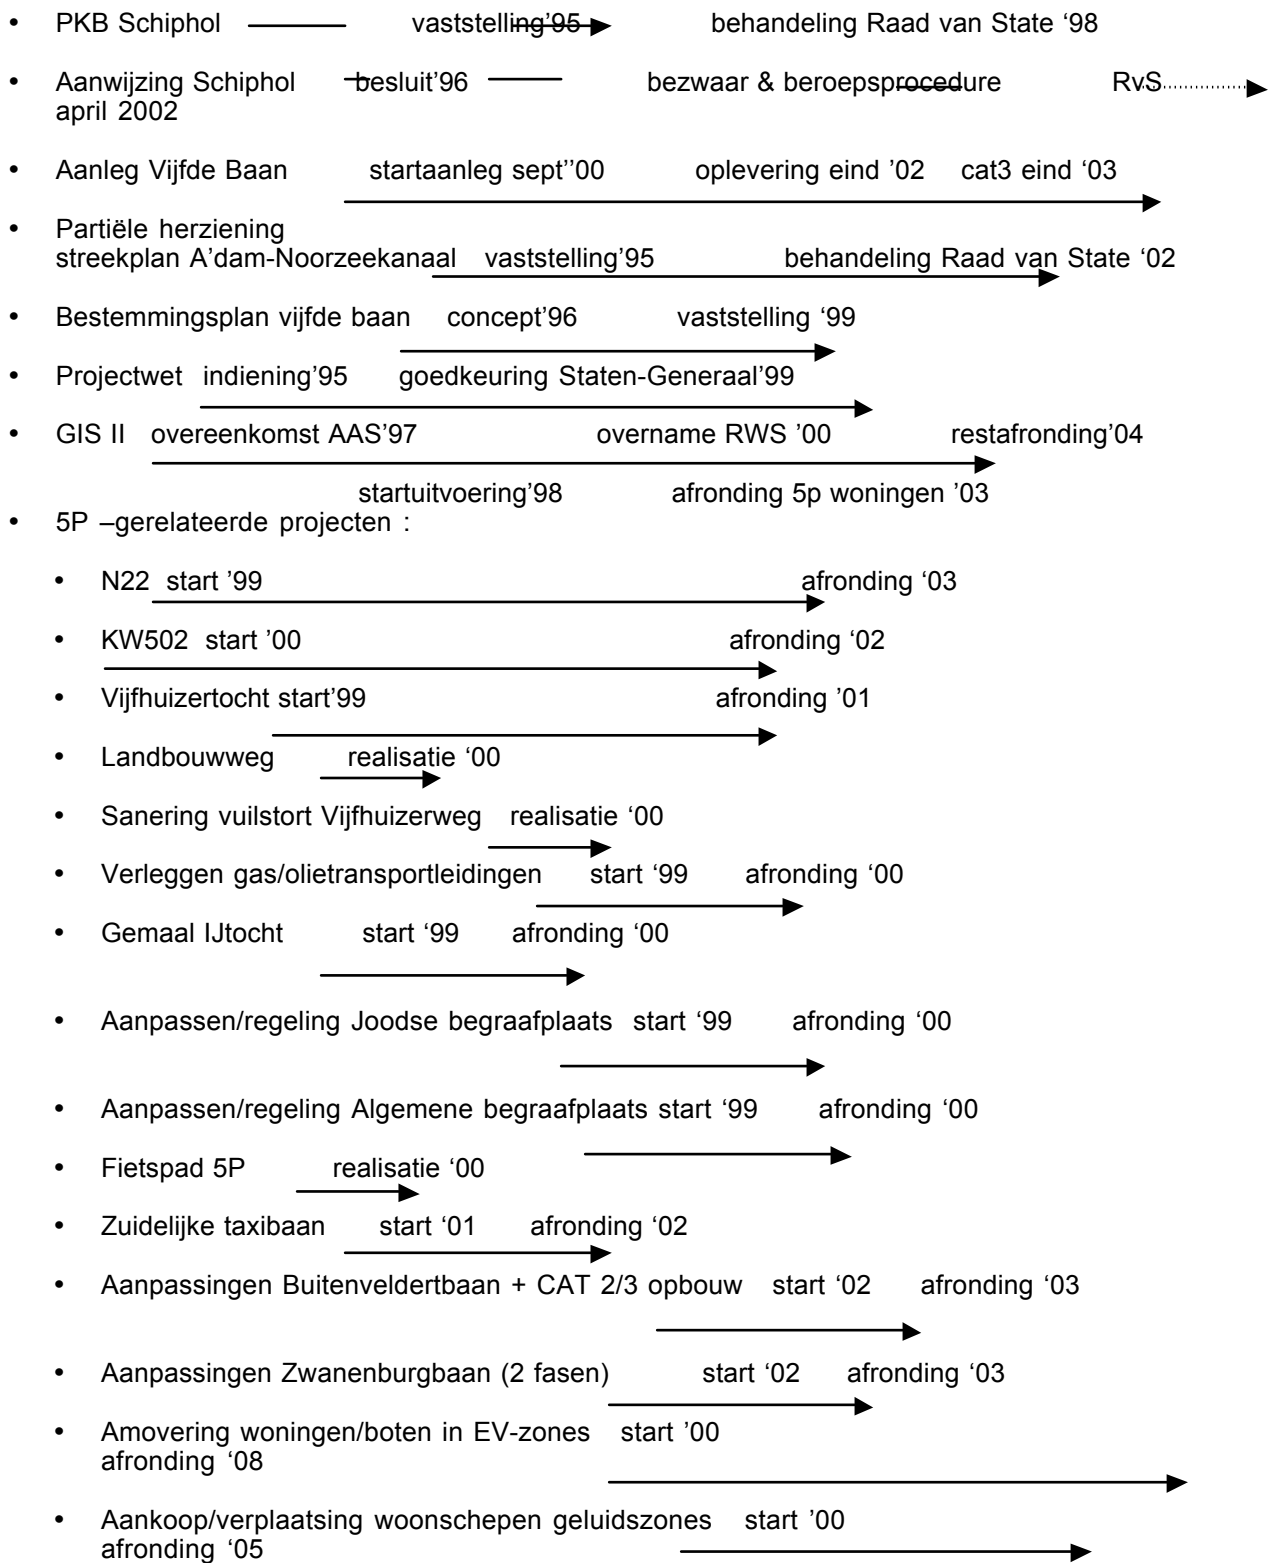 • PKB Schiphol vaststelling’95 behandeling Raad van State ‘98
• Aanwijzing Schiphol besluit’96 bezwaar & beroepsprocedure RvS
april 2002
• Aanleg Vijfde Baan startaanleg sept’’00 oplevering eind ’02 cat3 eind ‘03
• Partiële herziening
streekplan A’dam-Noorzeekanaal vaststelling’95 behandeling Raad van State ‘02
• Bestemmingsplan vijfde baan concept’96 vaststelling ‘99
• Projectwet indiening’95 goedkeuring Staten-Generaal’99
• GIS II overeenkomst AAS’97 overname RWS ’00 restafronding’04
startuitvoering’98 afronding 5p woningen ’03
• 5P –gerelateerde projecten :
• N22 start ’99 afronding ‘03
• KW502 start ’00 afronding ‘02
• Vijfhuizertocht start’99 afronding ’01
• Landbouwweg realisatie ‘00
• Sanering vuilstort Vijfhuizerweg realisatie ‘00
• Verleggen gas/olietransportleidingen start ‘99 afronding ‘00
• Gemaal IJtocht start ‘99 afronding ‘00
• Aanpassen/regeling Joodse begraafplaats start ‘99 afronding ‘00
• Aanpassen/regeling Algemene begraafplaats start ‘99 afronding ‘00
• Fietspad 5P realisatie ‘00
• Zuidelijke taxibaan start ‘01 afronding ‘02
• Aanpassingen Buitenveldertbaan + CAT 2/3 opbouw start ‘02 afronding ‘03
• Aanpassingen Zwanenburgbaan (2 fasen) start ‘02 afronding ‘03
• Amovering woningen/boten in EV-zones start ’00
afronding ‘08
• Aankoop/verplaatsing woonschepen geluidszones start ’00
afronding ‘05